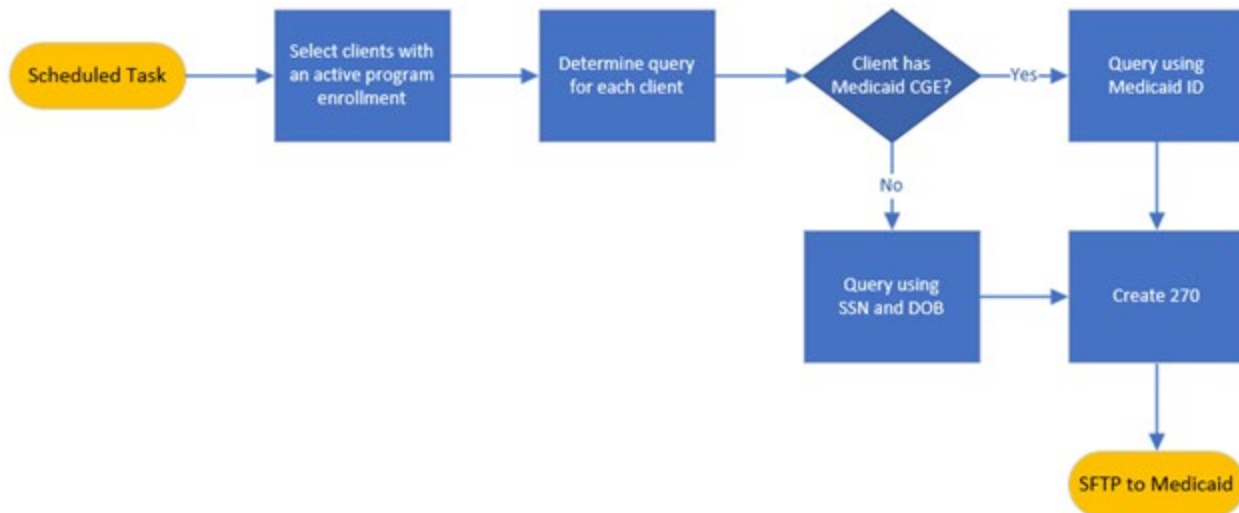 Scheduled Task
Select clients with
an active program
enrollment
Determine query
for each client
Client has
Medicaid CGE?
Yes
Query using
Medicaid ID
No
Query using
SSN and DOB
Create 270
SFTP to Medicaid